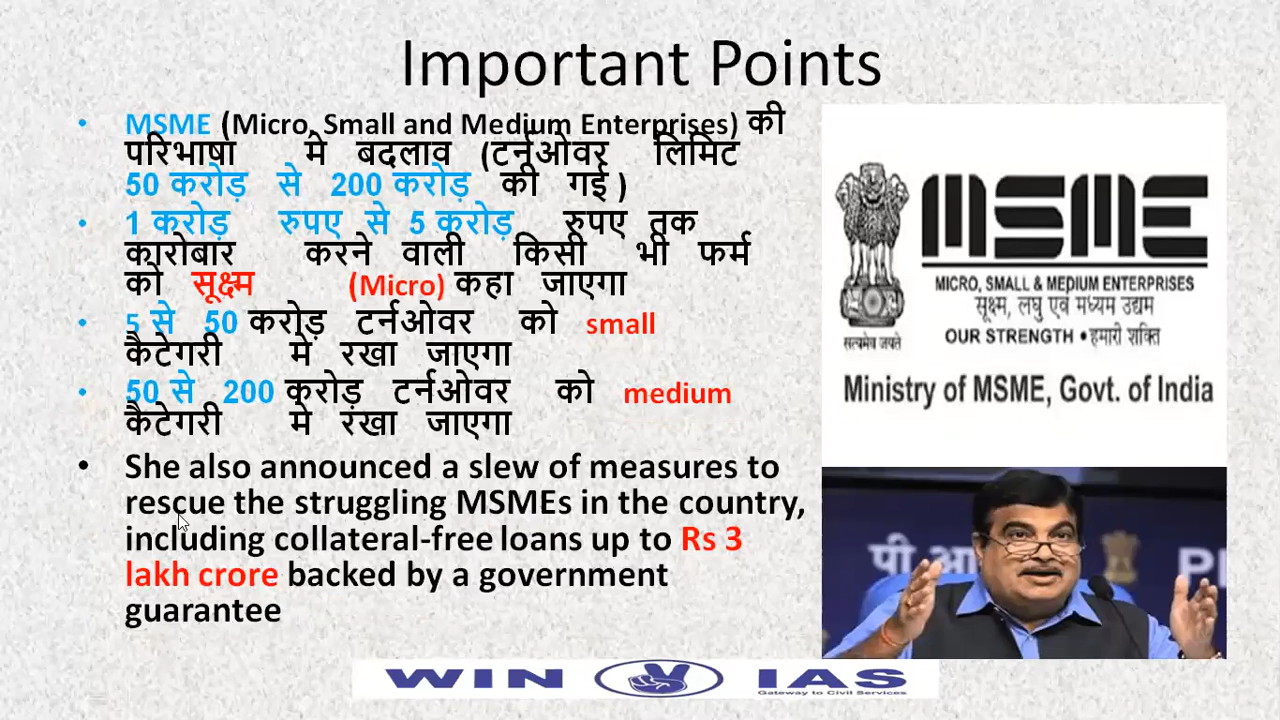 Important Points
• MSME (Micro, Small and Medium Enterprises) की
परिभाषा मे बदलाव (टर्नओवर लिमिट
50 करोड़ से 200 करोड़ की गई )
• 1 करोड़ रुपए से 5 करोड़ रुपए तक
कारोबार करने वाली किसी भी फर्म
को सूक्ष्म (Micro) कहा जाएगा
• 5 से 50 करोड़ टर्नओवर को small
कैटेगरी में रखा जाएगा
• 50 से 200 करोड़ टर्नओवर को medium
कैटेगरी मे रखा जाएगा
• She also announced a slew of measures to
rescue the struggling MSMEs in the country,
including collateral-free loans up to Rs 3
lakh crore backed by a government
guarantee
सत्यमेव जयते
MSME
MICRO, SMALL & MEDIUM ENTERPRISES
सूक्ष्म, लघु एवं मध्यम उद्यम
OUR STRENGTH • हमारी शक्ति
Ministry of MSME, Govt. of India
WIN IAS
Gateway to Civil Services